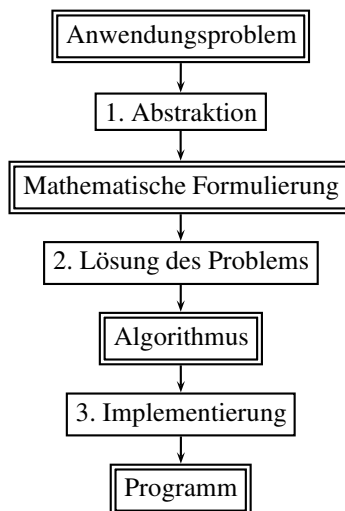 Anwendungsproblem
1. Abstraktion
Mathematische Formulierung
2. Lösung des Problems
Algorithmus
3. Implementierung
Programm